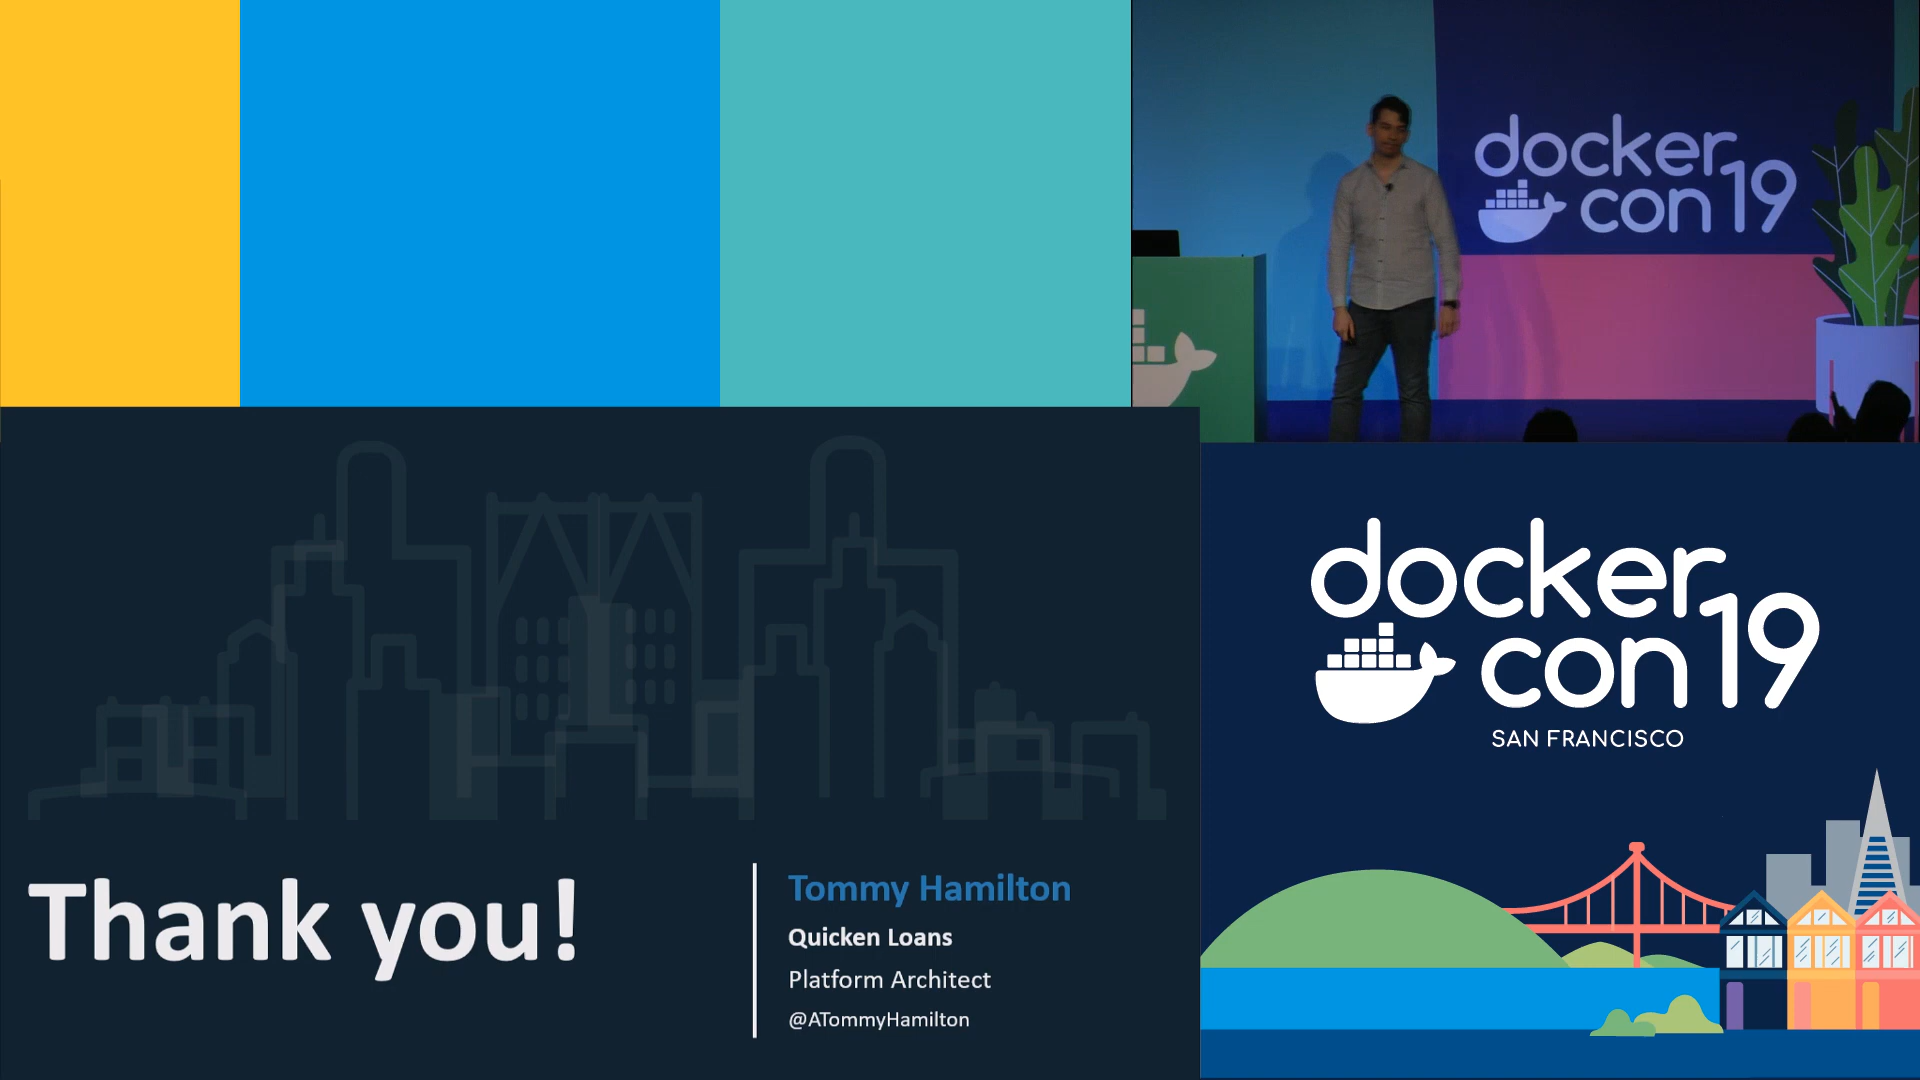 docker
con 19
docker
con 19
SAN FRANCISCO
Thank you!
Tommy Hamilton
Quicken Loans
Platform Architect
@ATommyHamilton